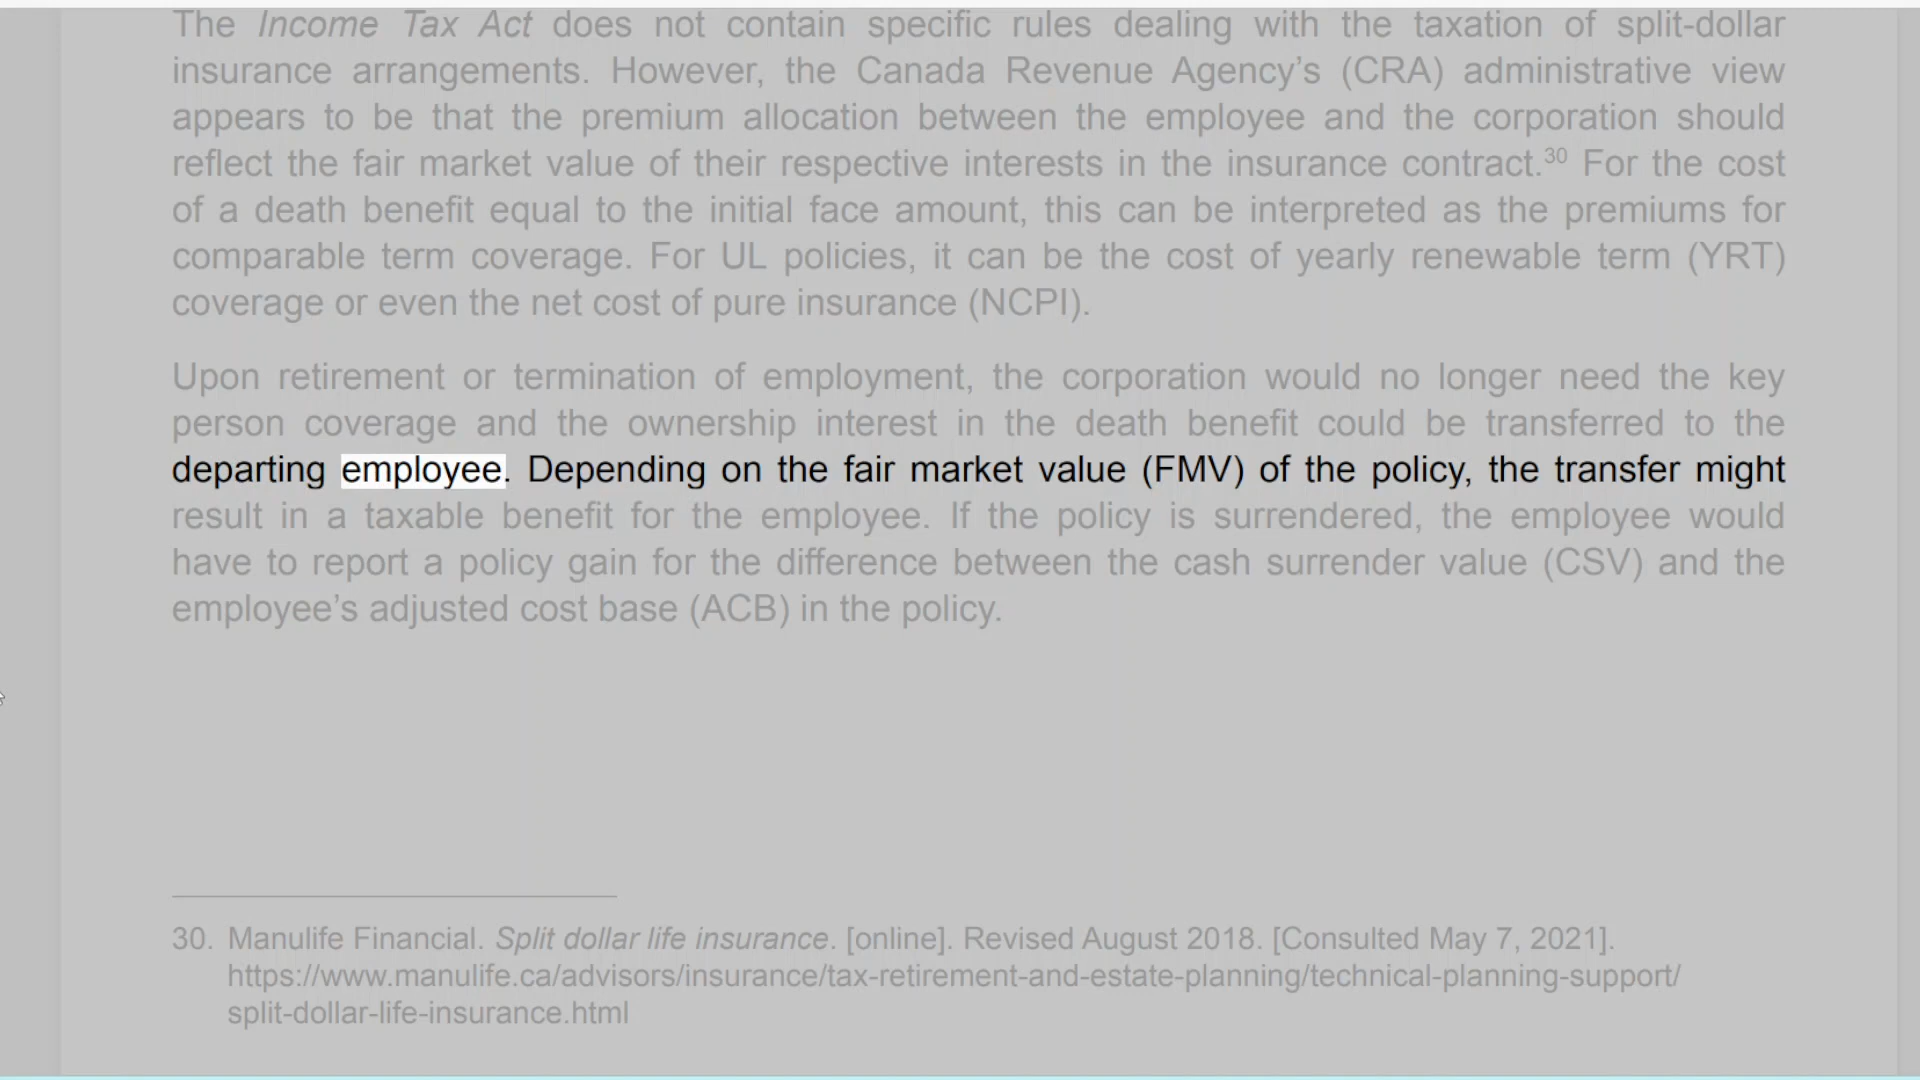 The Income Tax Act does not contain specific rules dealing with the taxation of split-dollar
insurance arrangements. However, the Canada Revenue Agency’s (CRA) administrative view
appears to be that the premium allocation between the employee and the corporation should
reflect the fair market value of their respective interests in the insurance contract.30 For the cost
of a death benefit equal to the initial face amount, this can be interpreted as the premiums for
comparable term coverage. For UL policies, it can be the cost of yearly renewable term (YRT)
coverage or even the net cost of pure insurance (NCPI).
Upon retirement or termination of employment, the corporation would no longer need the key
person coverage and the ownership interest in the death benefit could be transferred to the
departing employee. Depending on the fair market value (FMV) of the policy, the transfer might
result in a taxable benefit for the employee. If the policy is surrendered, the employee would
have to report a policy gain for the difference between the cash surrender value (CSV) and the
employee’s adjusted cost base (ACB) in the policy.
30. Manulife Financial. Split dollar life insurance. [online]. Revised August 2018. [Consulted May 7, 2021].
https://www.manulife.ca/advisors/insurance/tax-retirement-and-estate-planning/technical-planning-support/
split-dollar-life-insurance.html